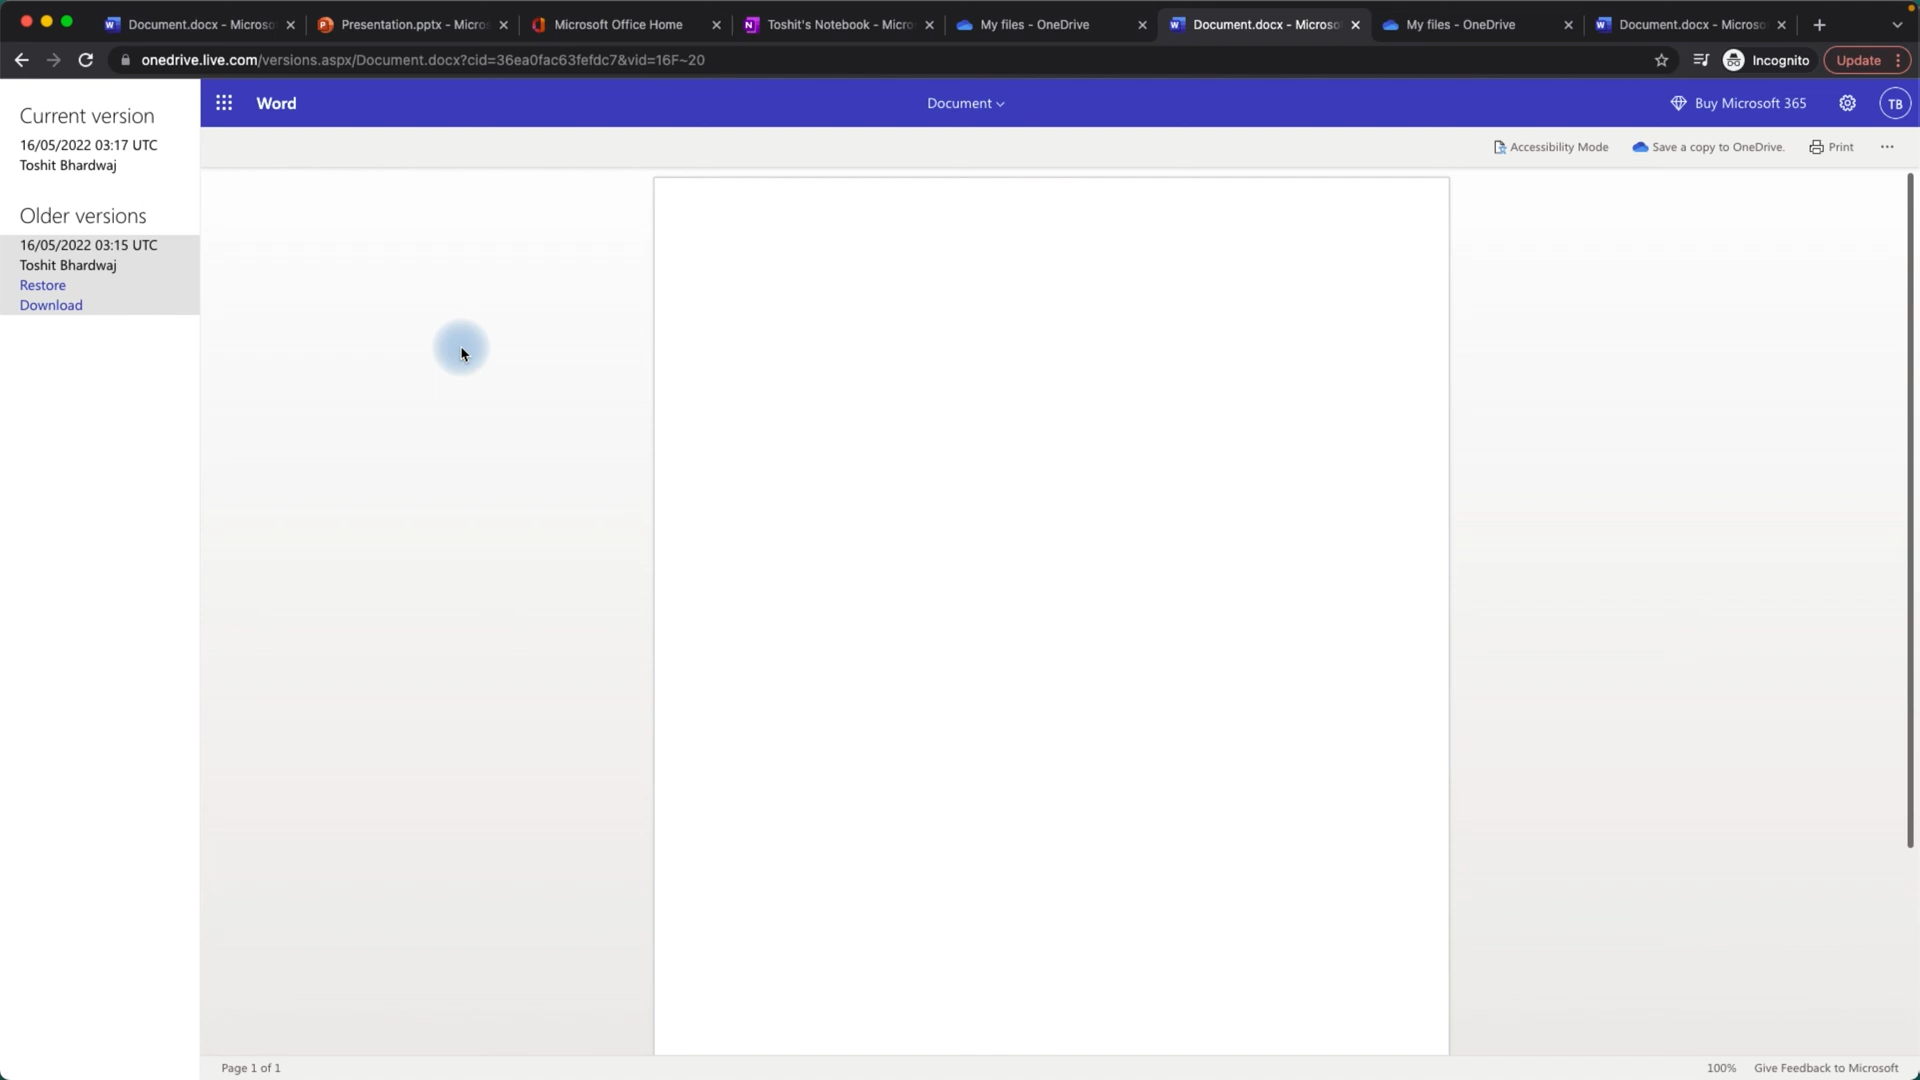 Document.docx - Microso
Presentation.pptx - Micros
Microsoft Office Home
Toshit's Notebook - Micro
My files - OneDrive
Document.docx - Microso
My files - OneDrive
Document.docx - Microso
onedrive.live.com/versions.aspx/Document.docx?cid=36ea0fac63fefdc7&vid=16F~20
Incognito
Update
Word
Document
Buy Microsoft 365
TB
Accessibility Mode
Save a copy to OneDrive.
Print
Current version
16/05/2022 03:17 UTC
Toshit Bhardwaj
Older versions
16/05/2022 03:15 UTC
Toshit Bhardwaj
Restore
Download
Page 1 of 1
100%
Give Feedback to Microsoft